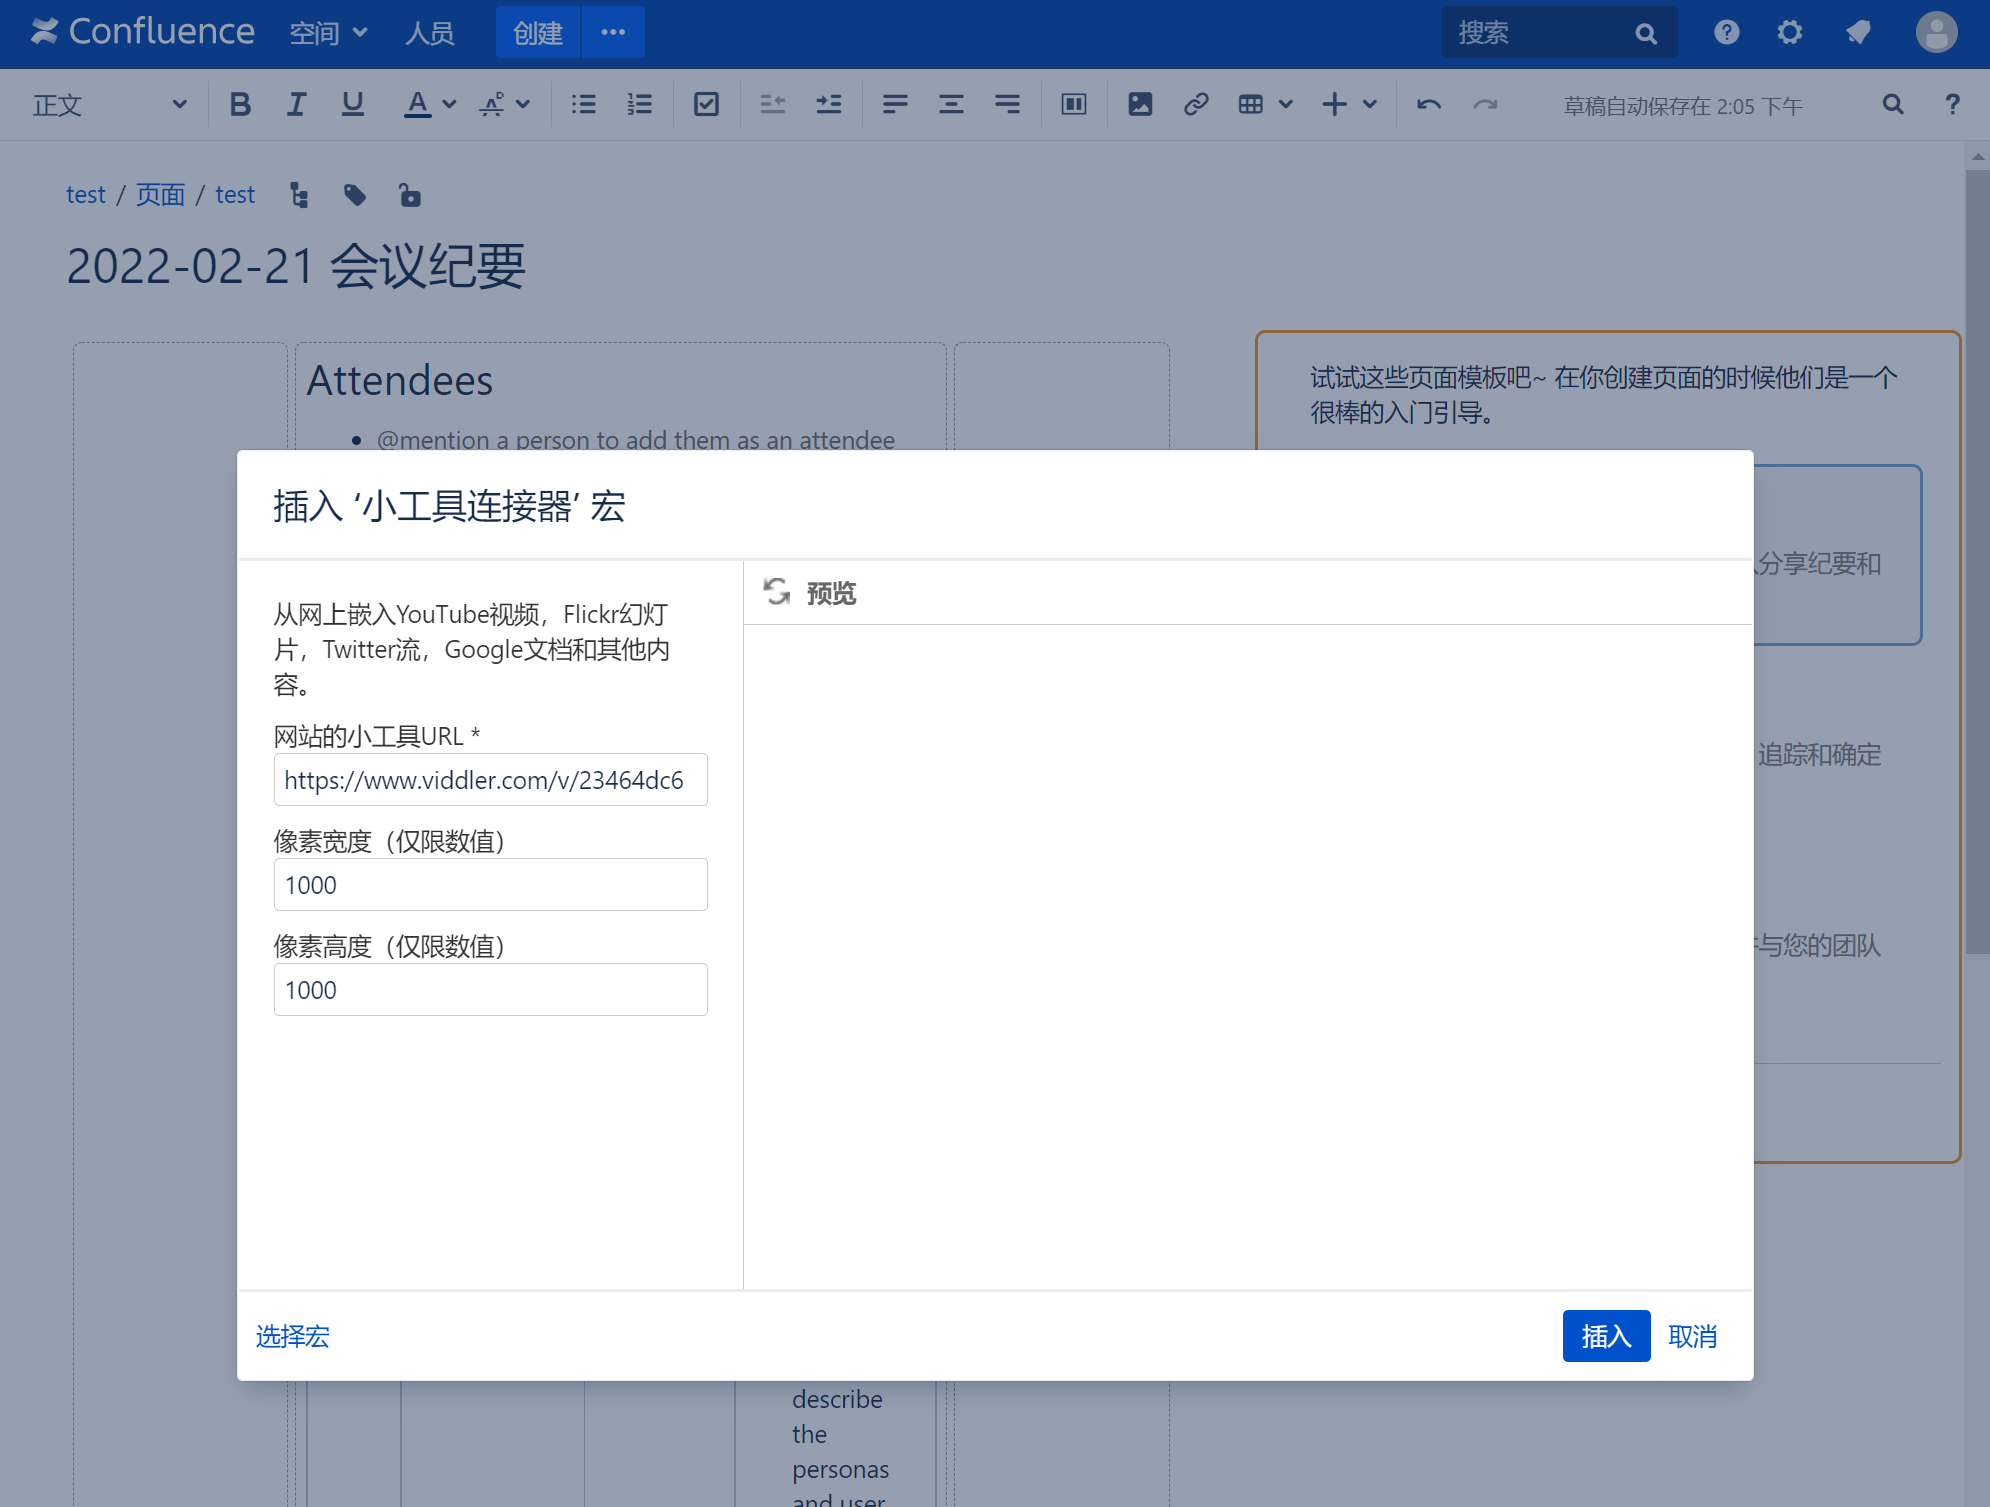 Confluence 空间 人员 创建 ••• 搜索
正文 B I U A 草稿自动保存在 2:05 下午 ?
test / 页面 / test
2022-02-21 会议纪要
Attendees
@mention a person to add them as an attendee
试试这些页面模板吧~ 在你创建页面的时候他们是一个
很棒的入门引导。
分享纪要和
追踪和确定
与您的团队
插入 ‘小工具连接器’ 宏
从网上嵌入YouTube视频，Flickr幻灯
片，Twitter流，Google文档和其他内
容。
网站的小工具URL *
https://www.viddler.com/v/23464dc6
像素宽度（仅限数值）
1000
像素高度（仅限数值）
1000
预览
选择宏
插入 取消
describe
the
personas
and user